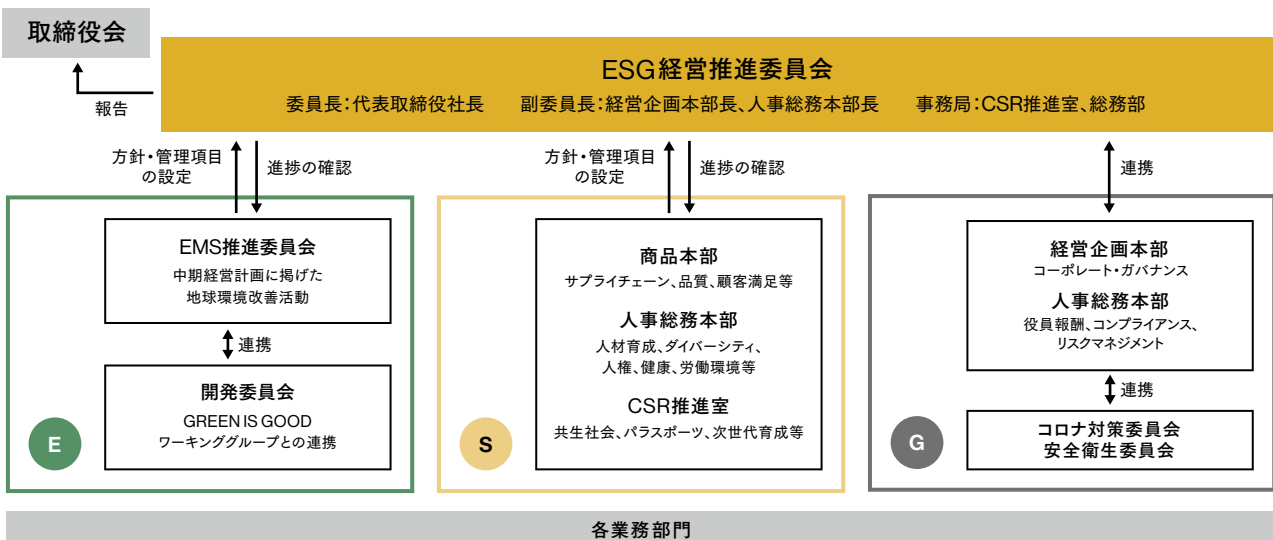 取締役会
ESG経営推進委員会
委員長:代表取締役社長 副委員長:経営企画本部長、人事総務本部長 事務局:CSR推進室、総務部
報告
方針・管理項目
の設定
進捗の確認
方針・管理項目
の設定
進捗の確認
連携
EMS推進委員会
中期経営計画に掲げた
地球環境改善活動
連携
開発委員会
GREEN IS GOOD
ワーキンググループとの連携
E
商品本部
サプライチェーン、品質、顧客満足等
人事総務本部
人材育成、ダイバーシティ、
人権、健康、労働環境等
CSR推進室
共生社会、パラスポーツ、次世代育成等
S
経営企画本部
コーポレート・ガバナンス
人事総務本部
役員報酬、コンプライアンス、
リスクマネジメント
連携
コロナ対策委員会
安全衛生委員会
G
各業務部門